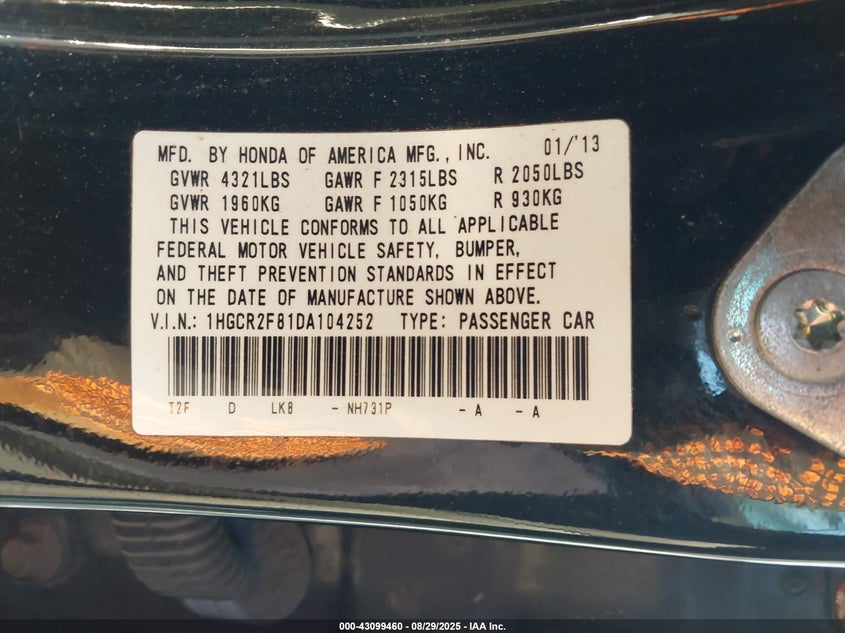 MFD. BY HONDA OF AMERICA MFG., INC. 01/'13
GVWR 4321LBS GAWR F 2315LBS R 2050LBS
GVWR 1960KG GAWR F 1050KG R 930KG
THIS VEHICLE CONFORMS TO ALL APPLICABLE
FEDERAL MOTOR VEHICLE SAFETY, BUMPER,
AND THEFT PREVENTION STANDARDS IN EFFECT
ON THE DATE OF MANUFACTURE SHOWN ABOVE.
V.I.N.: 1HGCR2F81DA104252 TYPE: PASSENGER CAR
T2F D LK8 - NH731P - A - A
000-43099460 - 08/29/2025 - IAA Inc.